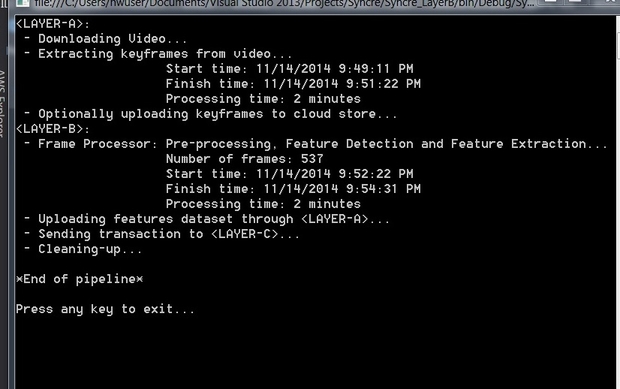 file:///C:/Users/nwuser/Documents/Visual Studio 2013/Projects/Syncre/Syncre_LayerB/bin/Debug/Sy...
<LAYER-A>:
- Downloading Video...
- Extracting keyframes from video...
Start time: 11/14/2014 9:49:11 PM
Finish time: 11/14/2014 9:51:22 PM
Processing time: 2 minutes
- Optionally uploading keyframes to cloud store...
<LAYER-B>:
- Frame Processor: Pre-processing, Feature Detection and Feature Extraction...
Number of frames: 537
Start time: 11/14/2014 9:52:22 PM
Finish time: 11/14/2014 9:54:31 PM
Processing time: 2 minutes
- Uploading features dataset through <LAYER-A>...
- Sending transaction to <LAYER-C>...
- Cleaning-up...
*End of pipeline*
Press any key to exit...
AWS Explorer